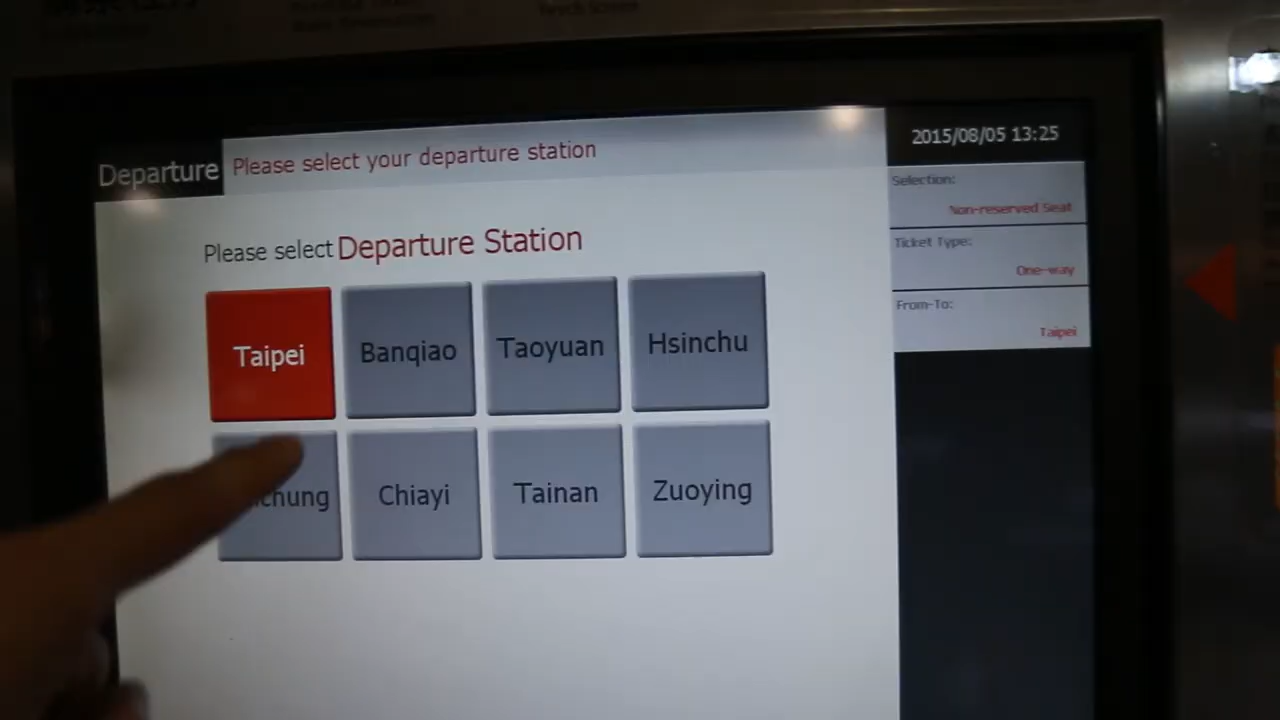 2015/08/05 13:25
Departure Please select your departure station
Selection:
Non-reserved Seat
Please select Departure Station
Ticket Type:
One-way
From-To:
Taipei
Taipei Banqiao Taoyuan Hsinchu
chung Chiayi Tainan Zuoying